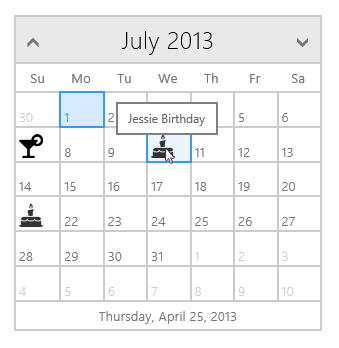 July 2013
Su Mo Tu We Th Fr Sa
30 1 2 5 6
Jessie Birthday
8 9 11 12 13
14 15 16 17 18 19 20
22 23 24 25 26 27
28 29 30 31 1 2 3
4 5 6 7 8 9 10
Thursday, April 25, 2013